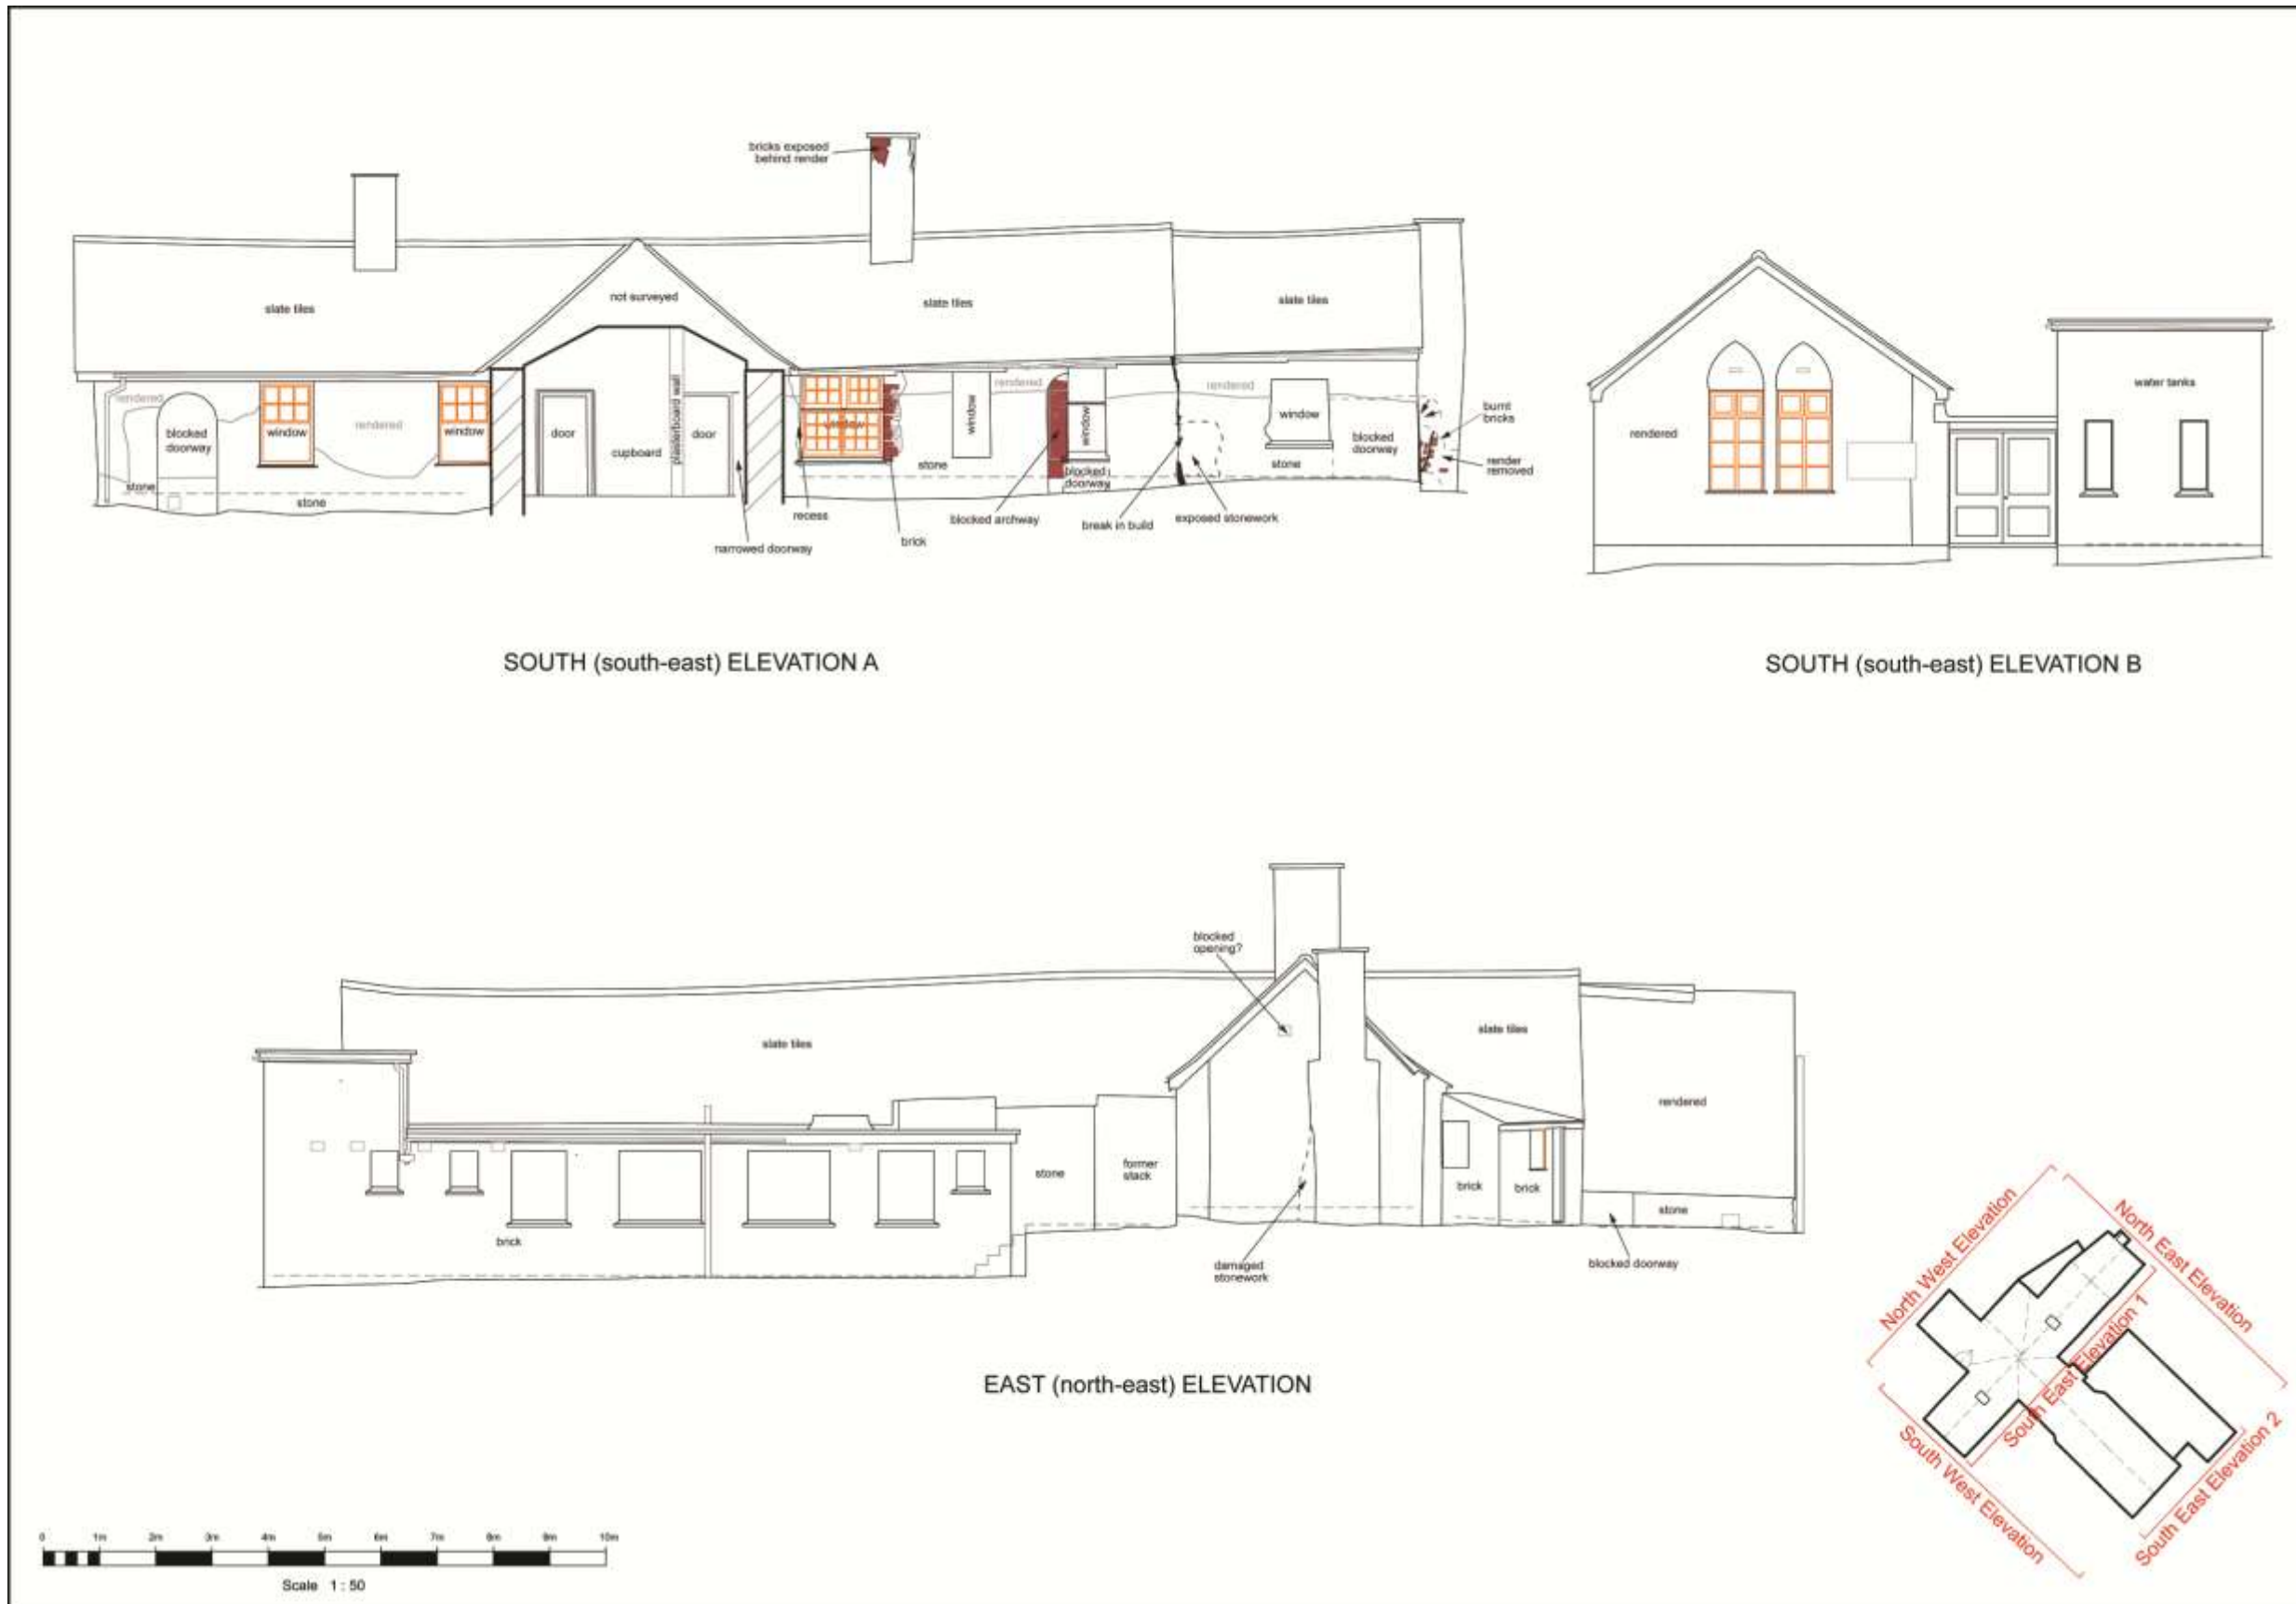 bricks exposed
behind render
slate tiles
not surveyed
slate tiles
slate tiles
rendered
blocked
doorway
window
rendered
window
stone
stone
door
cupboard
plasterboard wall
door
narrowed doorway
recess
window
brick
stone
window
rendered
blocked archway
window
blocked
doorway
break in build
exposed stonework
rendered
window
stone
blocked
doorway
burnt
bricks
render
removed
SOUTH (south-east) ELEVATION A
rendered
water tanks
SOUTH (south-east) ELEVATION B
blocked
opening?
slate tiles
slate tiles
rendered
stone
former
stack
brick
brick
brick
stone
damaged
stonework
blocked doorway
EAST (north-east) ELEVATION
North West Elevation
North East Elevation
South East Elevation 1
South West Elevation
South East Elevation 2
0 1m 2m 3m 4m 5m 6m 7m 8m 9m 10m
Scale 1 : 50